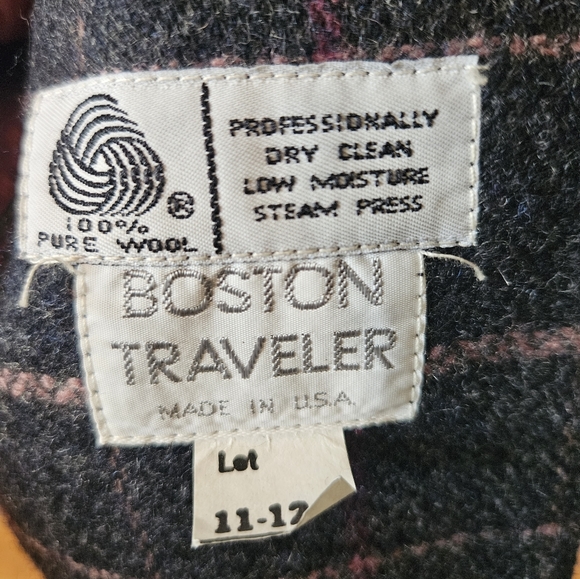 100%
PURE WOOL
®
PROFESSIONALLY
DRY CLEAN
LOW MOISTURE
STEAM PRESS
BOSTON
TRAVELER
MADE IN U.S.A.
Lot
11-17